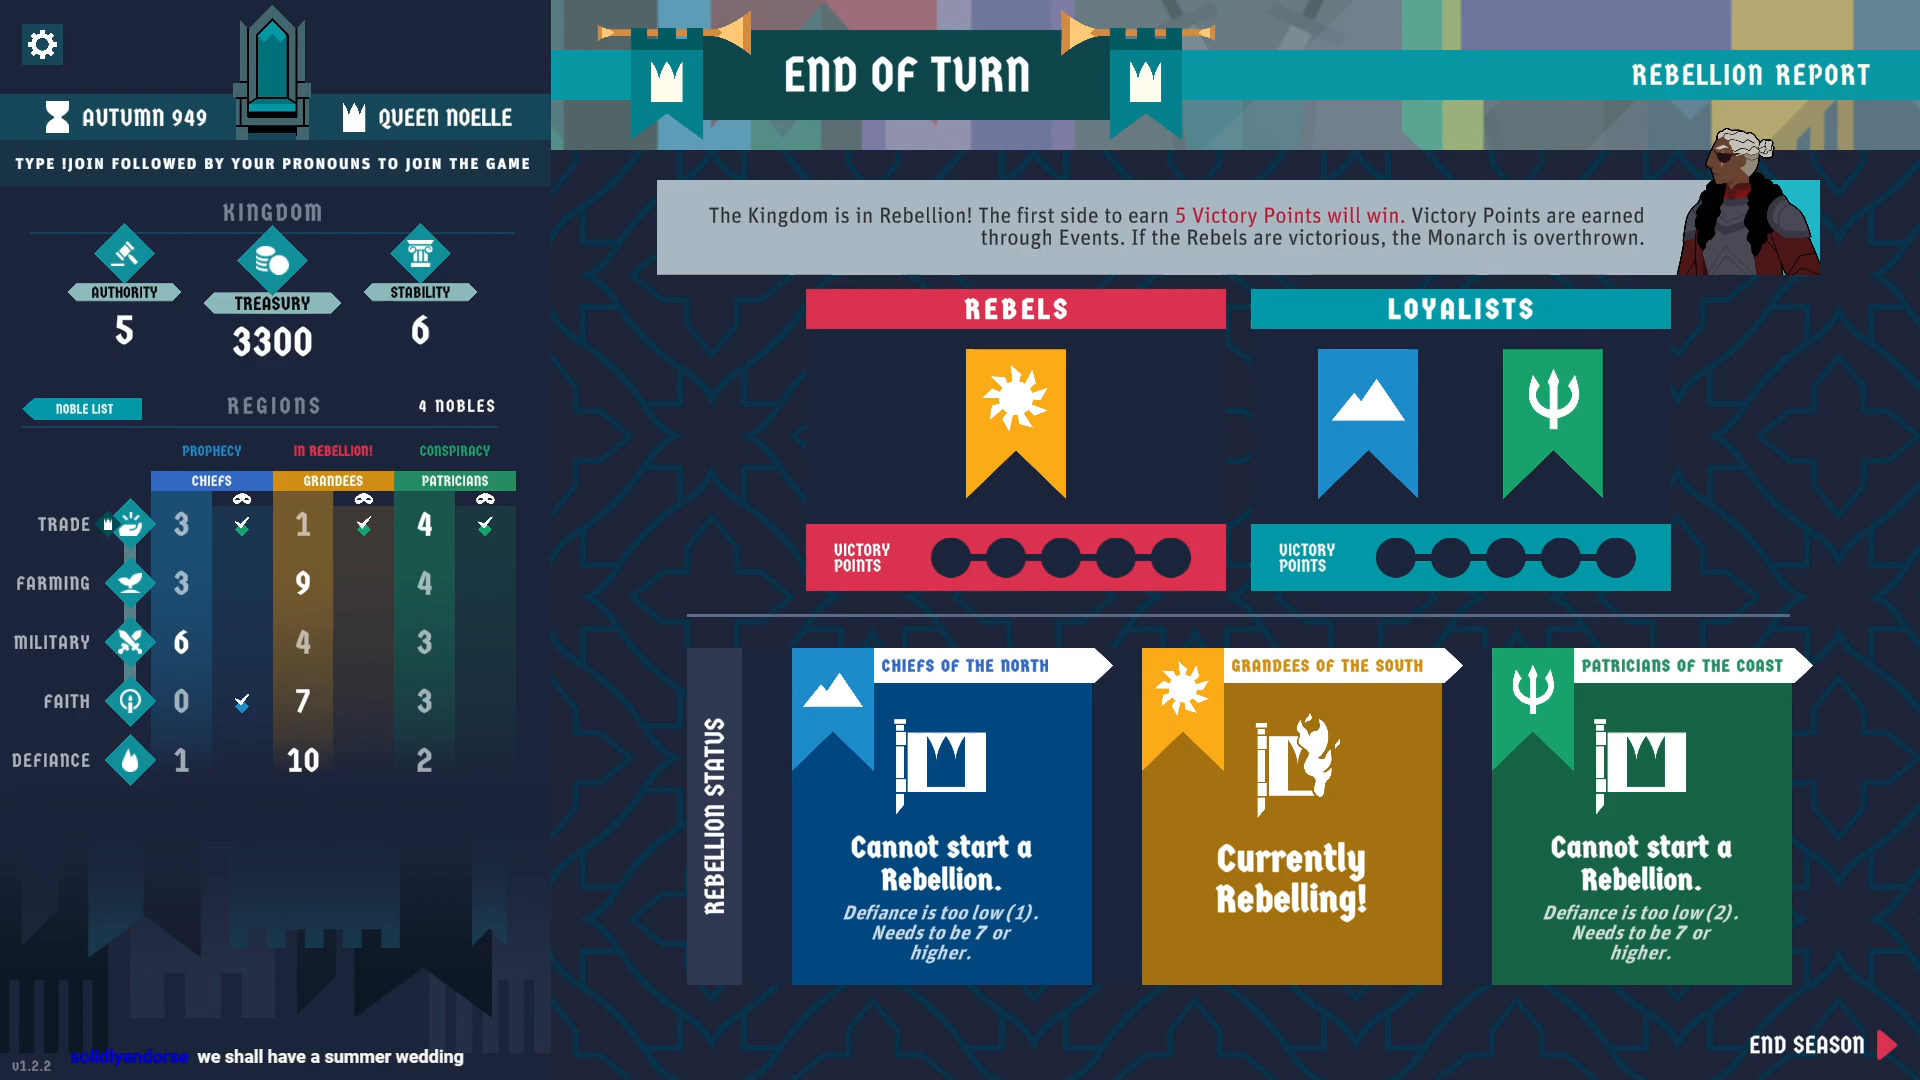 AUTUMN 949
QUEEN NOELLE
TYPE !JOIN FOLLOWED BY YOUR PRONOUNS TO JOIN THE GAME
KINGDOM
AUTHORITY
TREASURY
STABILITY
5
3300
6
NOBLE LIST
REGIONS
4 NOBLES
PROPHECY
IN REBELLION!
CONSPIRACY
CHIEFS
GRANDEES
PATRICIANS
TRADE 3 1 4
FARMING 3 9 4
MILITARY 6 4 3
FAITH 0 7 3
DEFIANCE 1 10 2
v1.2.2
solidlyendorse we shall have a summer wedding
END OF TURN
REBELLION REPORT
The Kingdom is in Rebellion! The first side to earn 5 Victory Points will win. Victory Points are earned
through Events. If the Rebels are victorious, the Monarch is overthrown.
REBELS
LOYALISTS
VICTORY
POINTS
VICTORY
POINTS
REBELLION STATUS
CHIEFS OF THE NORTH
Cannot start a
Rebellion.
Defiance is too low (1).
Needs to be 7 or
higher.
GRANDEES OF THE SOUTH
Currently
Rebelling!
PATRICIANS OF THE COAST
Cannot start a
Rebellion.
Defiance is too low (2).
Needs to be 7 or
higher.
END SEASON